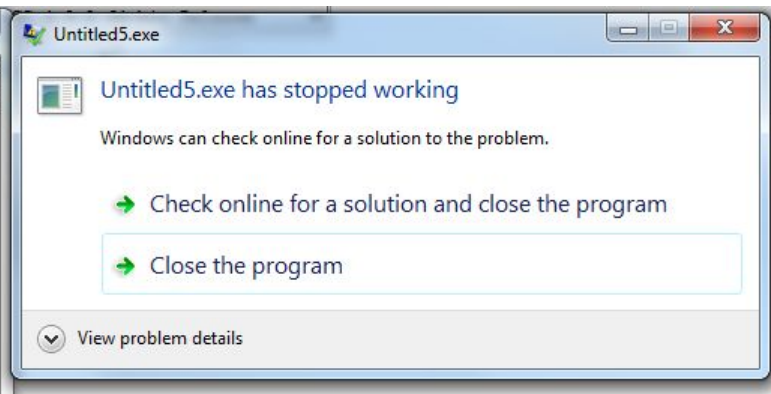 Untitled5.exe
Untitled5.exe has stopped working
Windows can check online for a solution to the problem.
Check online for a solution and close the program
Close the program
View problem details